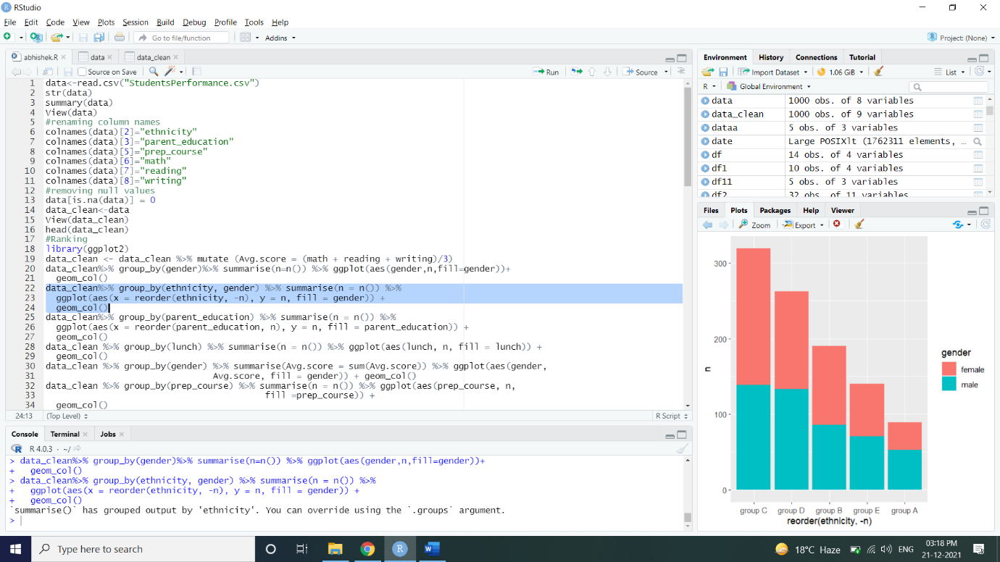 RStudio
File Edit Code View Plots Session Build Debug Profile Tools Help
Go to file/function Addins Project: (None)
abhishek.R data data_clean
Source on Save Run Source
1 data<-read.csv("StudentsPerformance.csv")
2 str(data)
3 summary(data)
4 View(data)
5 #renaming column names
6 colnames(data)[2]="ethnicity"
7 colnames(data)[3]="parent_education"
8 colnames(data)[5]="prep_course"
9 colnames(data)[6]="math"
10 colnames(data)[7]="reading"
11 colnames(data)[8]="writing"
12 #removing null values
13 data[is.na(data)] = 0
14 data_clean<-data
15 View(data_clean)
16 head(data_clean)
17 #Ranking
18 library(ggplot2)
19 data_clean <- data_clean %>% mutate (Avg.score = (math + reading + writing)/3)
20 data_clean%>% group_by(gender)%>% summarise(n=n()) %>% ggplot(aes(gender,n,fill=gender))+
21 geom_col()
22 data_clean%>% group_by(ethnicity, gender) %>% summarise(n = n()) %>%
23 ggplot(aes(x = reorder(ethnicity, -n), y = n, fill = gender)) +
24 geom_col()
25 data_clean%>% group_by(parent_education) %>% summarise(n = n()) %>%
26 ggplot(aes(x = reorder(parent_education, n), y = n, fill = parent_education)) +
27 geom_col()
28 data_clean %>% group_by(lunch) %>% summarise(n = n()) %>% ggplot(aes(lunch, n, fill = lunch)) +
29 geom_col()
30 data_clean %>% group_by(gender) %>% summarise(Avg.score = sum(Avg.score)) %>% ggplot(aes(gender,
31 Avg.score, fill = gender)) + geom_col()
32 data_clean %>% group_by(prep_course) %>% summarise(n = n()) %>% ggplot(aes(prep_course, n,
33 fill =prep_course)) +
34 geom_col()
24:13 (Top Level) R Script
Console Terminal Jobs
R 4.0.3 · ~/
> data_clean%>% group_by(gender)%>% summarise(n=n()) %>% ggplot(aes(gender,n,fill=gender))+
+ geom_col()
> data_clean%>% group_by(ethnicity, gender) %>% summarise(n = n()) %>%
+ ggplot(aes(x = reorder(ethnicity, -n), y = n, fill = gender)) +
+ geom_col()
`summarise()` has grouped output by 'ethnicity'. You can override using the `.groups` argument.
>
Environment History Connections Tutorial
Import Dataset 1.06 GiB List
R Global Environment
data 1000 obs. of 8 variables
data_clean 1000 obs. of 9 variables
dataa 5 obs. of 3 variables
date Large POSIXlt (1762311 elements, …
df 14 obs. of 4 variables
df1 10 obs. of 4 variables
df11 5 obs. of 3 variables
df2 32 obs. of 11 variables
Files Plots Packages Help Viewer
Zoom Export
300
200
100
0
n
group C group D group B group E group A
reorder(ethnicity, -n)
gender
female
male
Type here to search
18°C Haze ENG 03:18 PM
21-12-2021